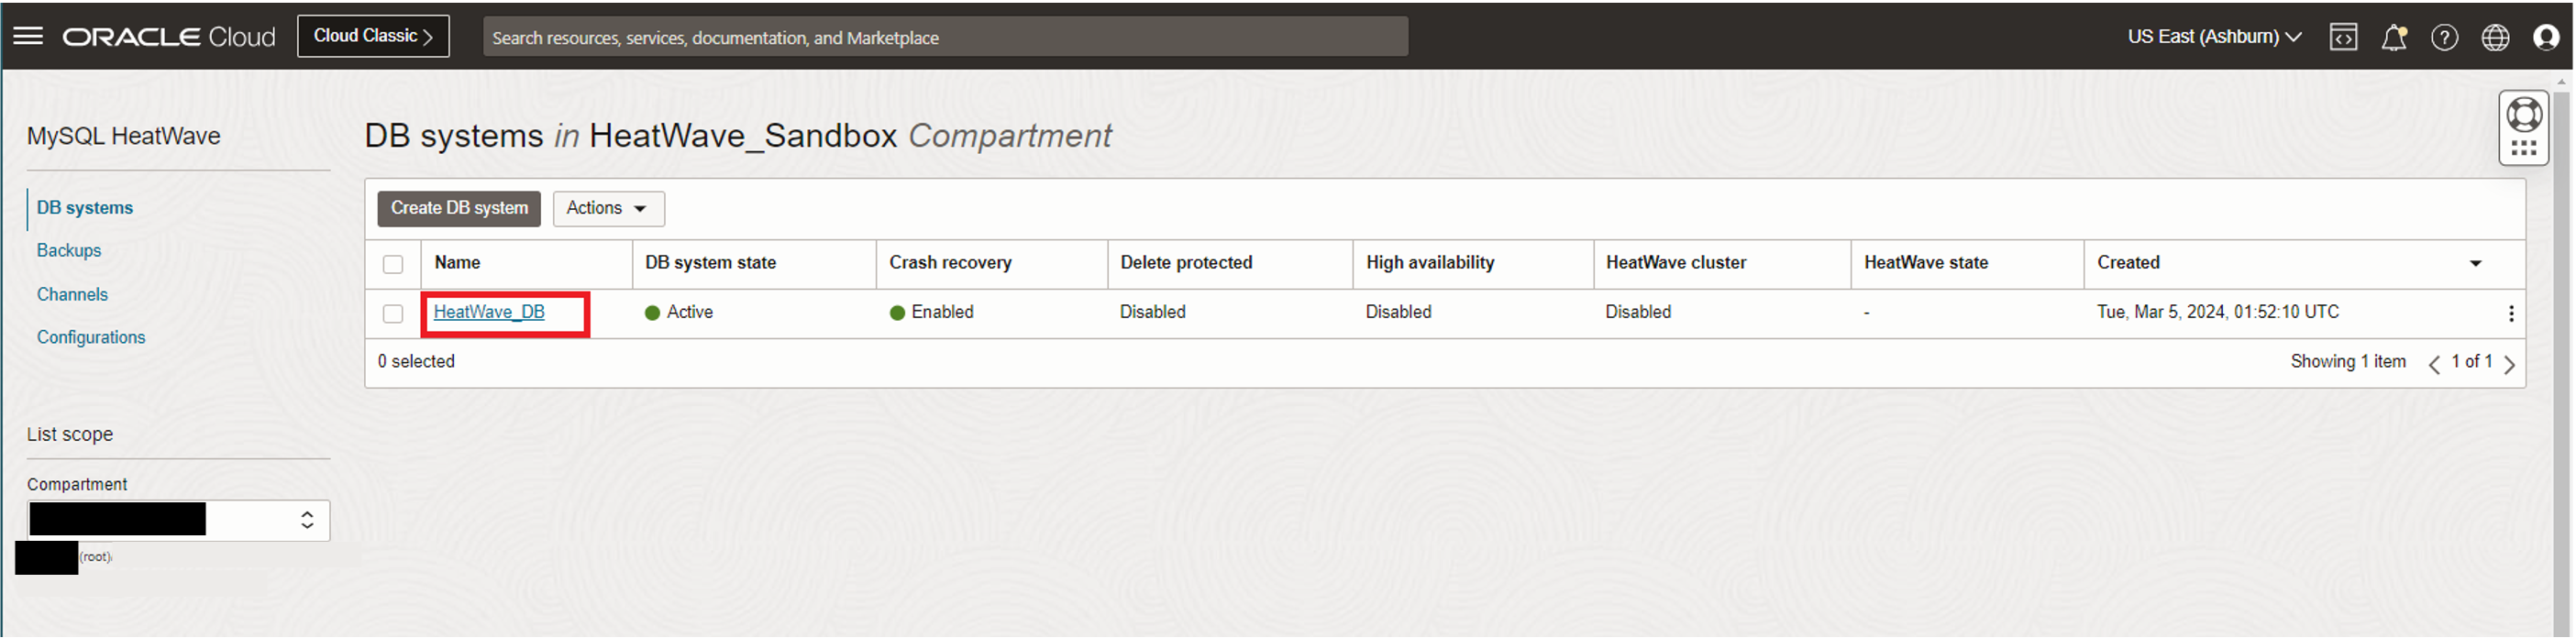 ORACLE Cloud Cloud Classic Search resources, services, documentation, and Marketplace US East (Ashburn)
MySQL HeatWave
DB systems
Backups
Channels
Configurations
List scope
Compartment
(root)
DB systems in HeatWave_Sandbox Compartment
Create DB system Actions
Name DB system state Crash recovery Delete protected High availability HeatWave cluster HeatWave state Created
HeatWave_DB Active Enabled Disabled Disabled Disabled - Tue, Mar 5, 2024, 01:52:10 UTC
0 selected Showing 1 item 1 of 1